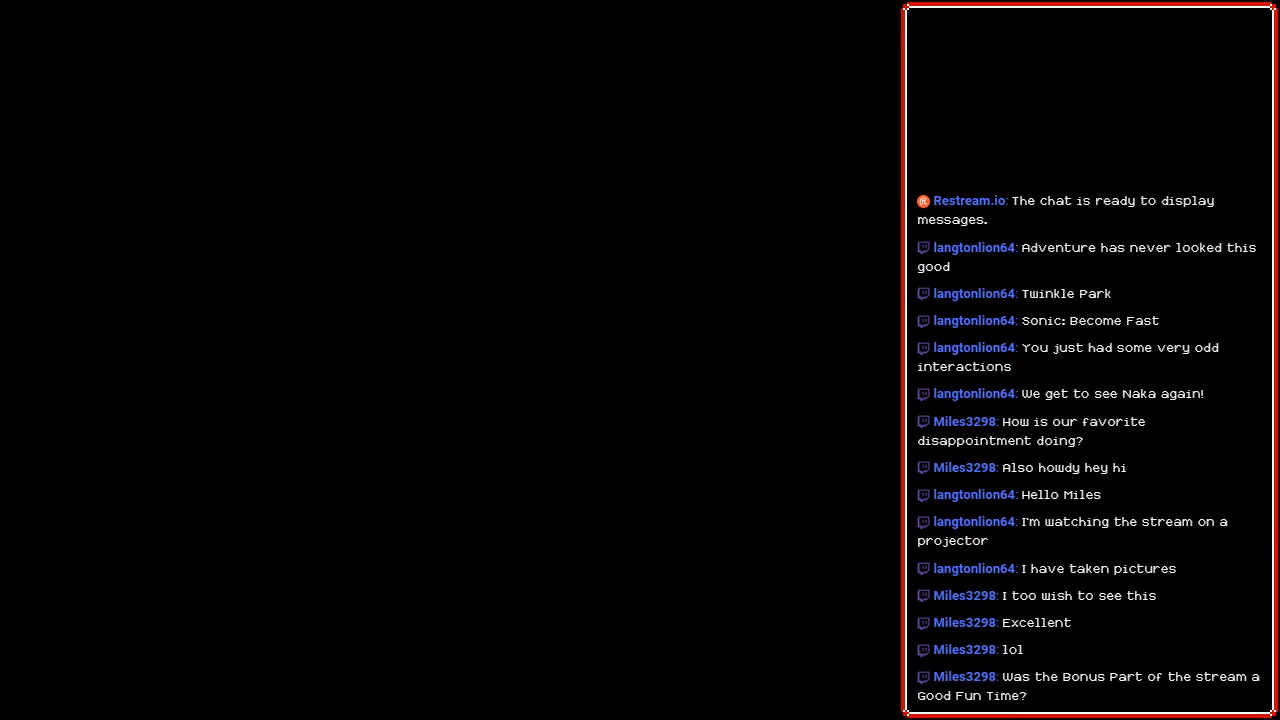 Restream.io: The chat is ready to display
messages.
langtonlion64: Adventure has never looked this
good
langtonlion64: Twinkle Park
langtonlion64: Sonic: Become Fast
langtonlion64: You just had some very odd
interactions
langtonlion64: We get to see Naka again!
Miles3298: How is our favorite
disappointment doing?
Miles3298: Also howdy hey hi
langtonlion64: Hello Miles
langtonlion64: I'm watching the stream on a
projector
langtonlion64: I have taken pictures
Miles3298: I too wish to see this
Miles3298: Excellent
Miles3298: lol
Miles3298: Was the Bonus Part of the stream a
Good Fun Time?